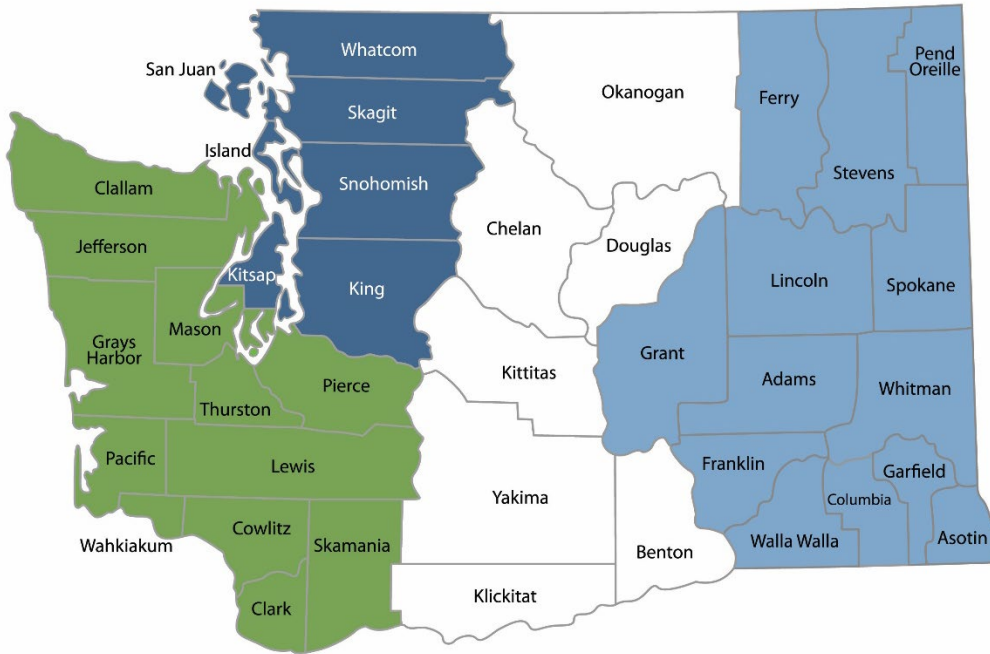 Whatcom
Pend
Oreille
San Juan
Okanogan
Ferry
Skagit
Island
Stevens
Clallam
Snohomish
Chelan
Douglas
Jefferson
Kitsap
King
Lincoln
Spokane
Mason
Grays
Harbor
Kittitas
Grant
Adams
Whitman
Pierce
Thurston
Pacific
Lewis
Franklin
Garfield
Yakima
Columbia
Cowlitz
Skamania
Wahkiakum
Walla Walla
Asotin
Benton
Klickitat
Clark